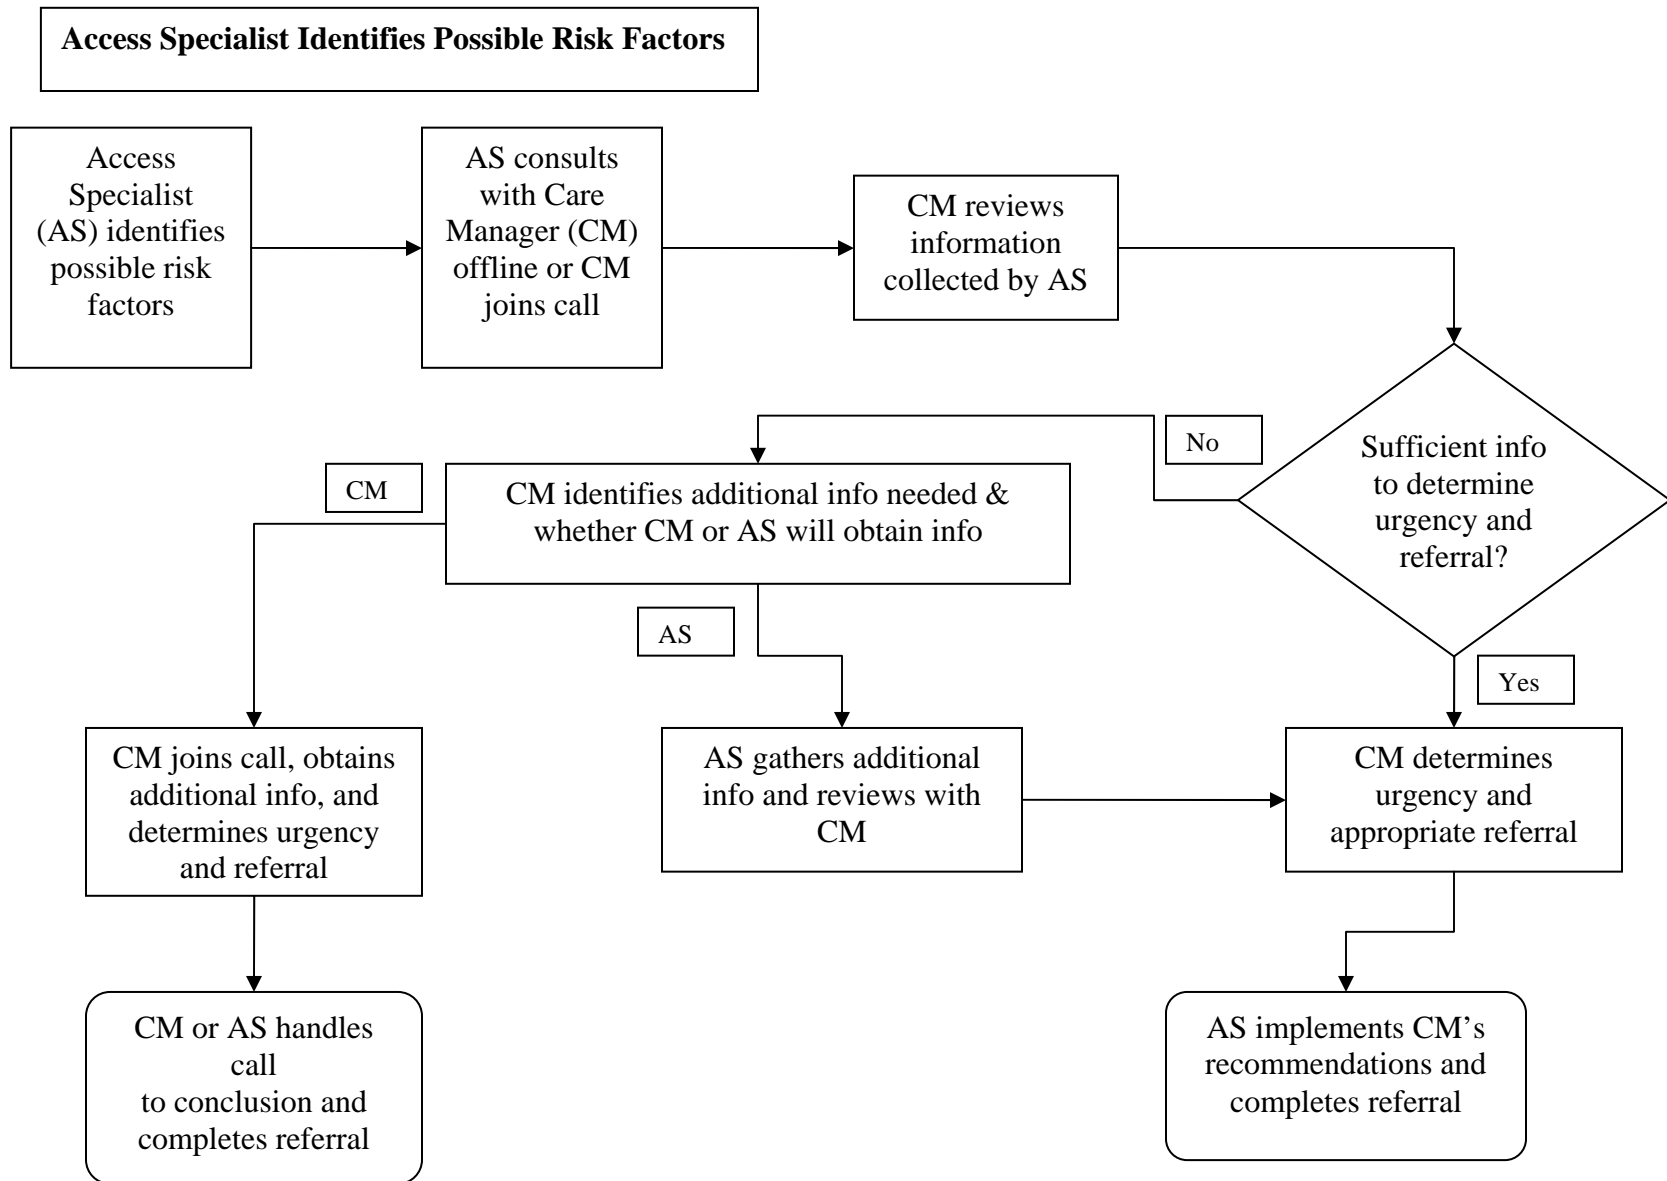 Access Specialist Identifies Possible Risk Factors
Access
Specialist
(AS) identifies
possible risk
factors
AS consults
with Care
Manager (CM)
offline or CM
joins call
CM reviews
information
collected by AS
Sufficient info
to determine
urgency and
referral?
No
Yes
CM identifies additional info needed &
whether CM or AS will obtain info
CM
AS
CM joins call, obtains
additional info, and
determines urgency
and referral
AS gathers additional
info and reviews with
CM
CM determines
urgency and
appropriate referral
CM or AS handles
call
to conclusion and
completes referral
AS implements CM’s
recommendations and
completes referral